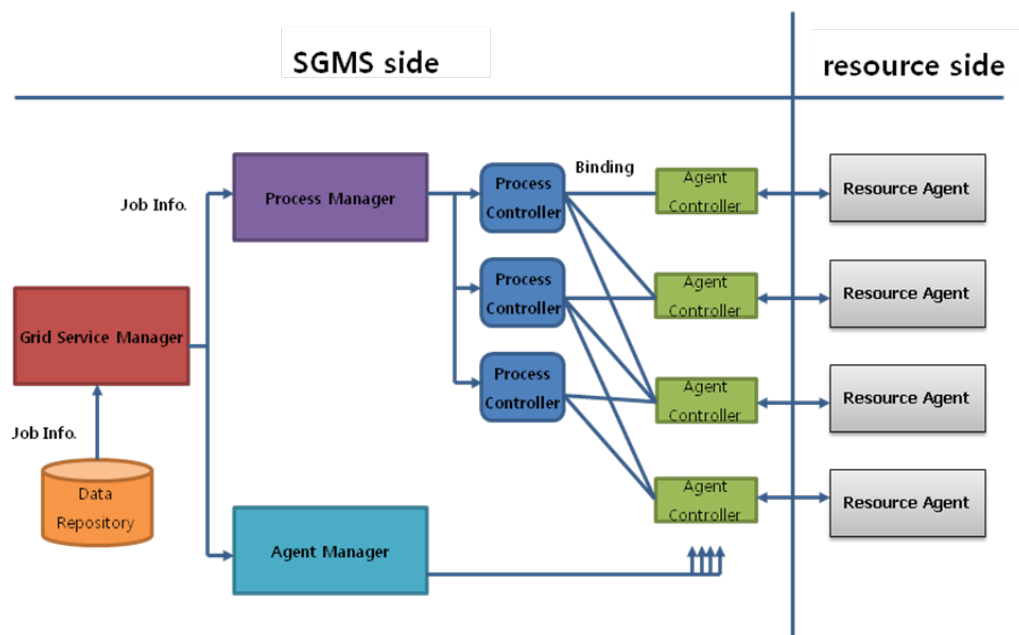 SGMS side
resource side
Job Info.
Process Manager
Process
Controller
Binding
Agent
Controller
Resource Agent
Process
Controller
Agent
Controller
Resource Agent
Grid Service Manager
Process
Controller
Agent
Controller
Resource Agent
Job Info.
Data
Repository
Agent Manager
Agent
Controller
Resource Agent